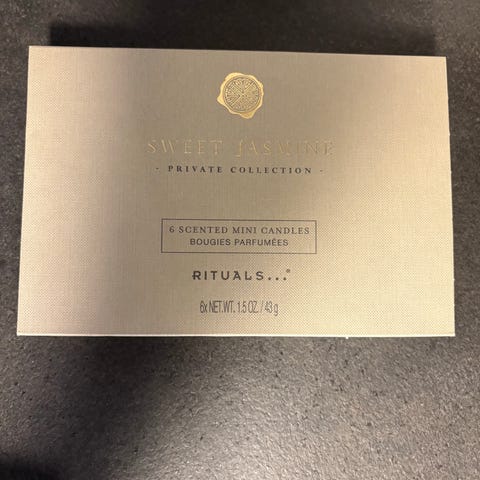 SWEET JASMINE
- PRIVATE COLLECTION -
6 SCENTED MINI CANDLES
BOUGIES PARFUMÉES
RITUALS...®
6x NET.WT. 1.5 OZ. / 43 g